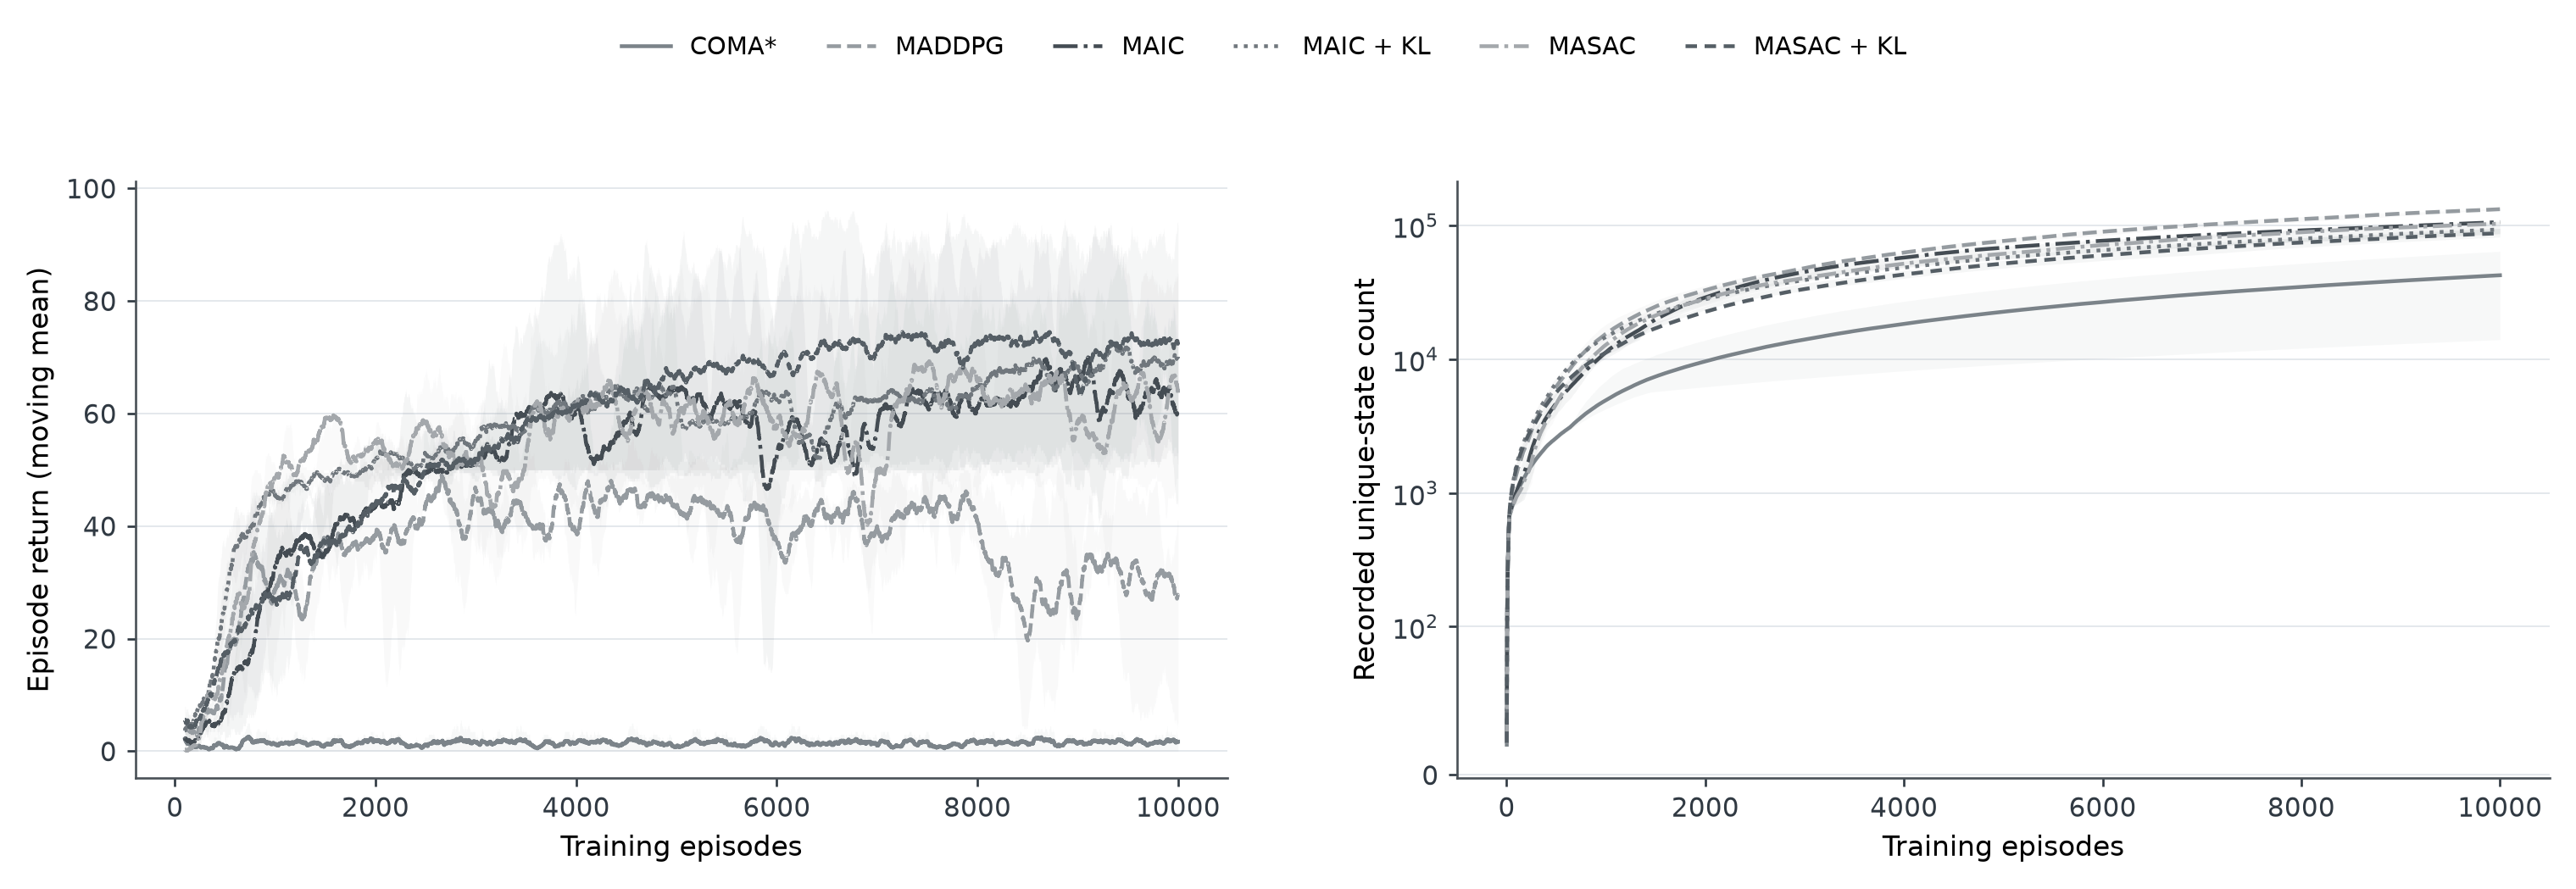 COMA* MADDPG MAIC MAIC + KL MASAC MASAC + KL
Episode return (moving mean)
100
80
60
40
20
0
0 2000 4000 6000 8000 10000
Training episodes
Recorded unique-state count
10⁵
10⁴
10³
10²
0
0 2000 4000 6000 8000 10000
Training episodes